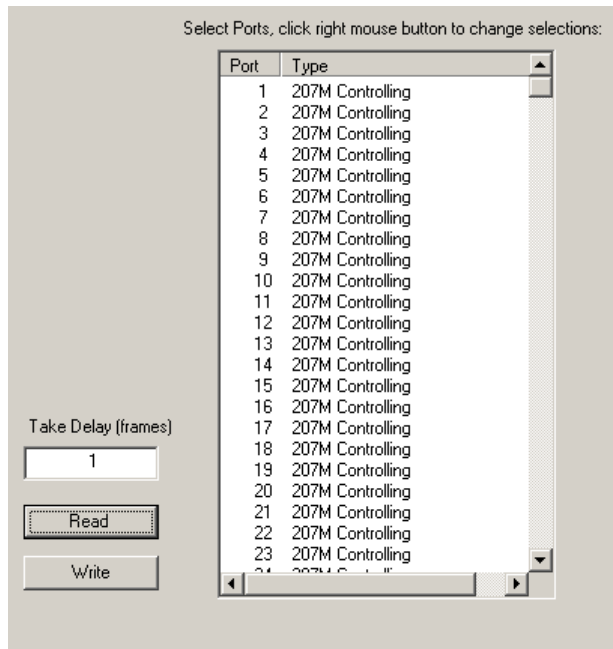 Select Ports, click right mouse button to change selections:
Port Type
1 207M Controlling
2 207M Controlling
3 207M Controlling
4 207M Controlling
5 207M Controlling
6 207M Controlling
7 207M Controlling
8 207M Controlling
9 207M Controlling
10 207M Controlling
11 207M Controlling
12 207M Controlling
13 207M Controlling
14 207M Controlling
15 207M Controlling
16 207M Controlling
17 207M Controlling
18 207M Controlling
19 207M Controlling
20 207M Controlling
21 207M Controlling
22 207M Controlling
23 207M Controlling
Take Delay (frames)
1
Read
Write